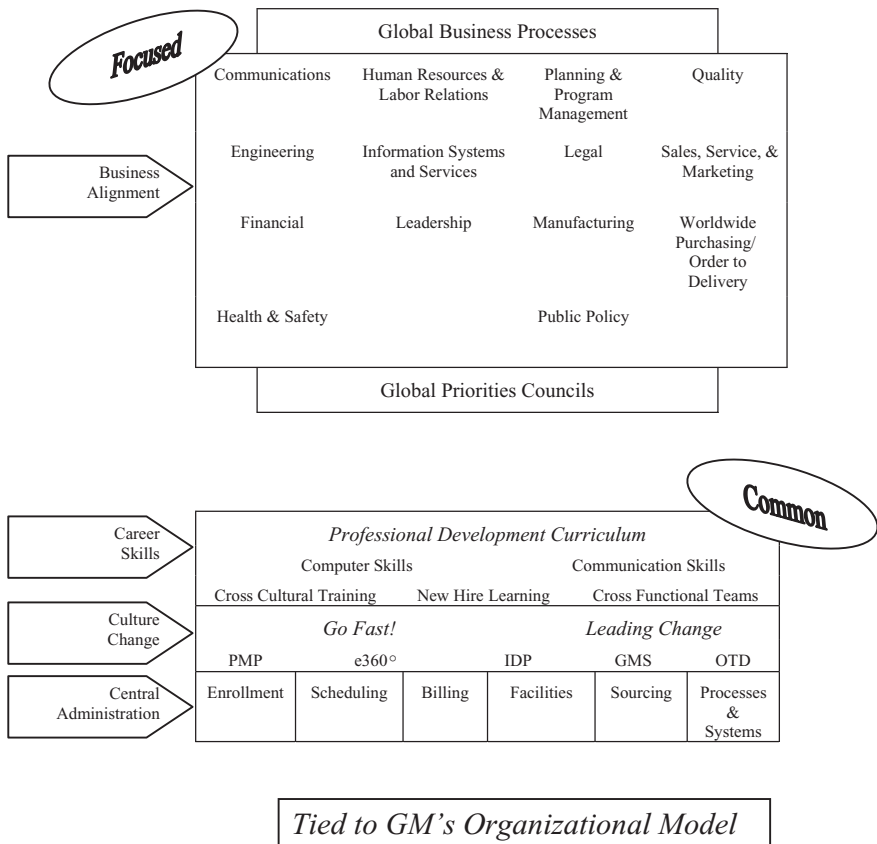 Focused
Global Business Processes
Communications
Human Resources &
Labor Relations
Planning &
Program
Management
Quality
Business
Alignment
Engineering
Information Systems
and Services
Legal
Sales, Service, &
Marketing
Financial
Leadership
Manufacturing
Worldwide
Purchasing/
Order to
Delivery
Health & Safety
Public Policy
Global Priorities Councils
Common
Career
Skills
Professional Development Curriculum
Computer Skills
Communication Skills
Cross Cultural Training
New Hire Learning
Cross Functional Teams
Culture
Change
Go Fast!
Leading Change
PMP
e360○
IDP
GMS
OTD
Central
Administration
Enrollment
Scheduling
Billing
Facilities
Sourcing
Processes
&
Systems
Tied to GM's Organizational Model